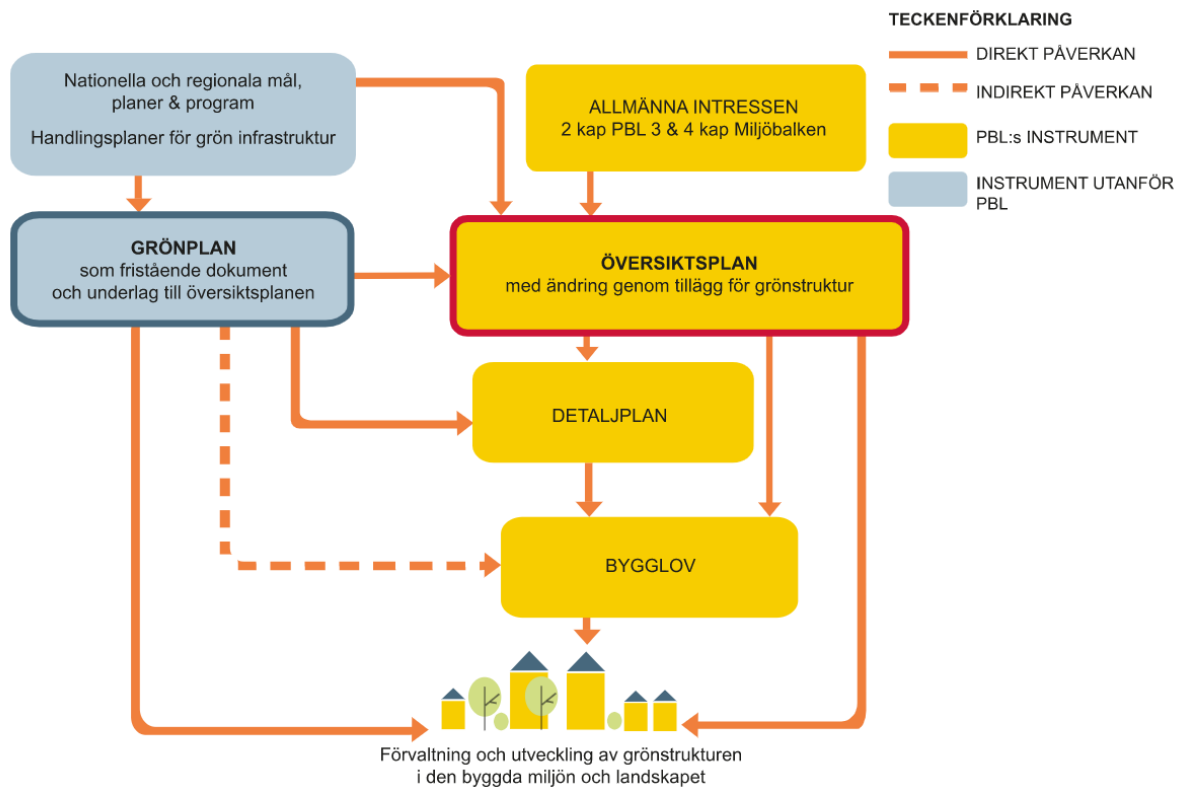 TECKENFÖRKLARING
DIREKT PÅVERKAN
INDIREKT PÅVERKAN
PBL:s INSTRUMENT
INSTRUMENT UTANFÖR
PBL
Nationella och regionala mål,
planer & program
Handlingsplaner för grön infrastruktur
ALLMÄNNA INTRESSEN
2 kap PBL 3 & 4 kap Miljöbalken
GRÖNPLAN
som fristående dokument
och underlag till översiktsplanen
ÖVERSIKTSPLAN
med ändring genom tillägg för grönstruktur
DETALJPLAN
BYGGLOV
Förvaltning och utveckling av grönstrukturen
i den byggda miljön och landskapet